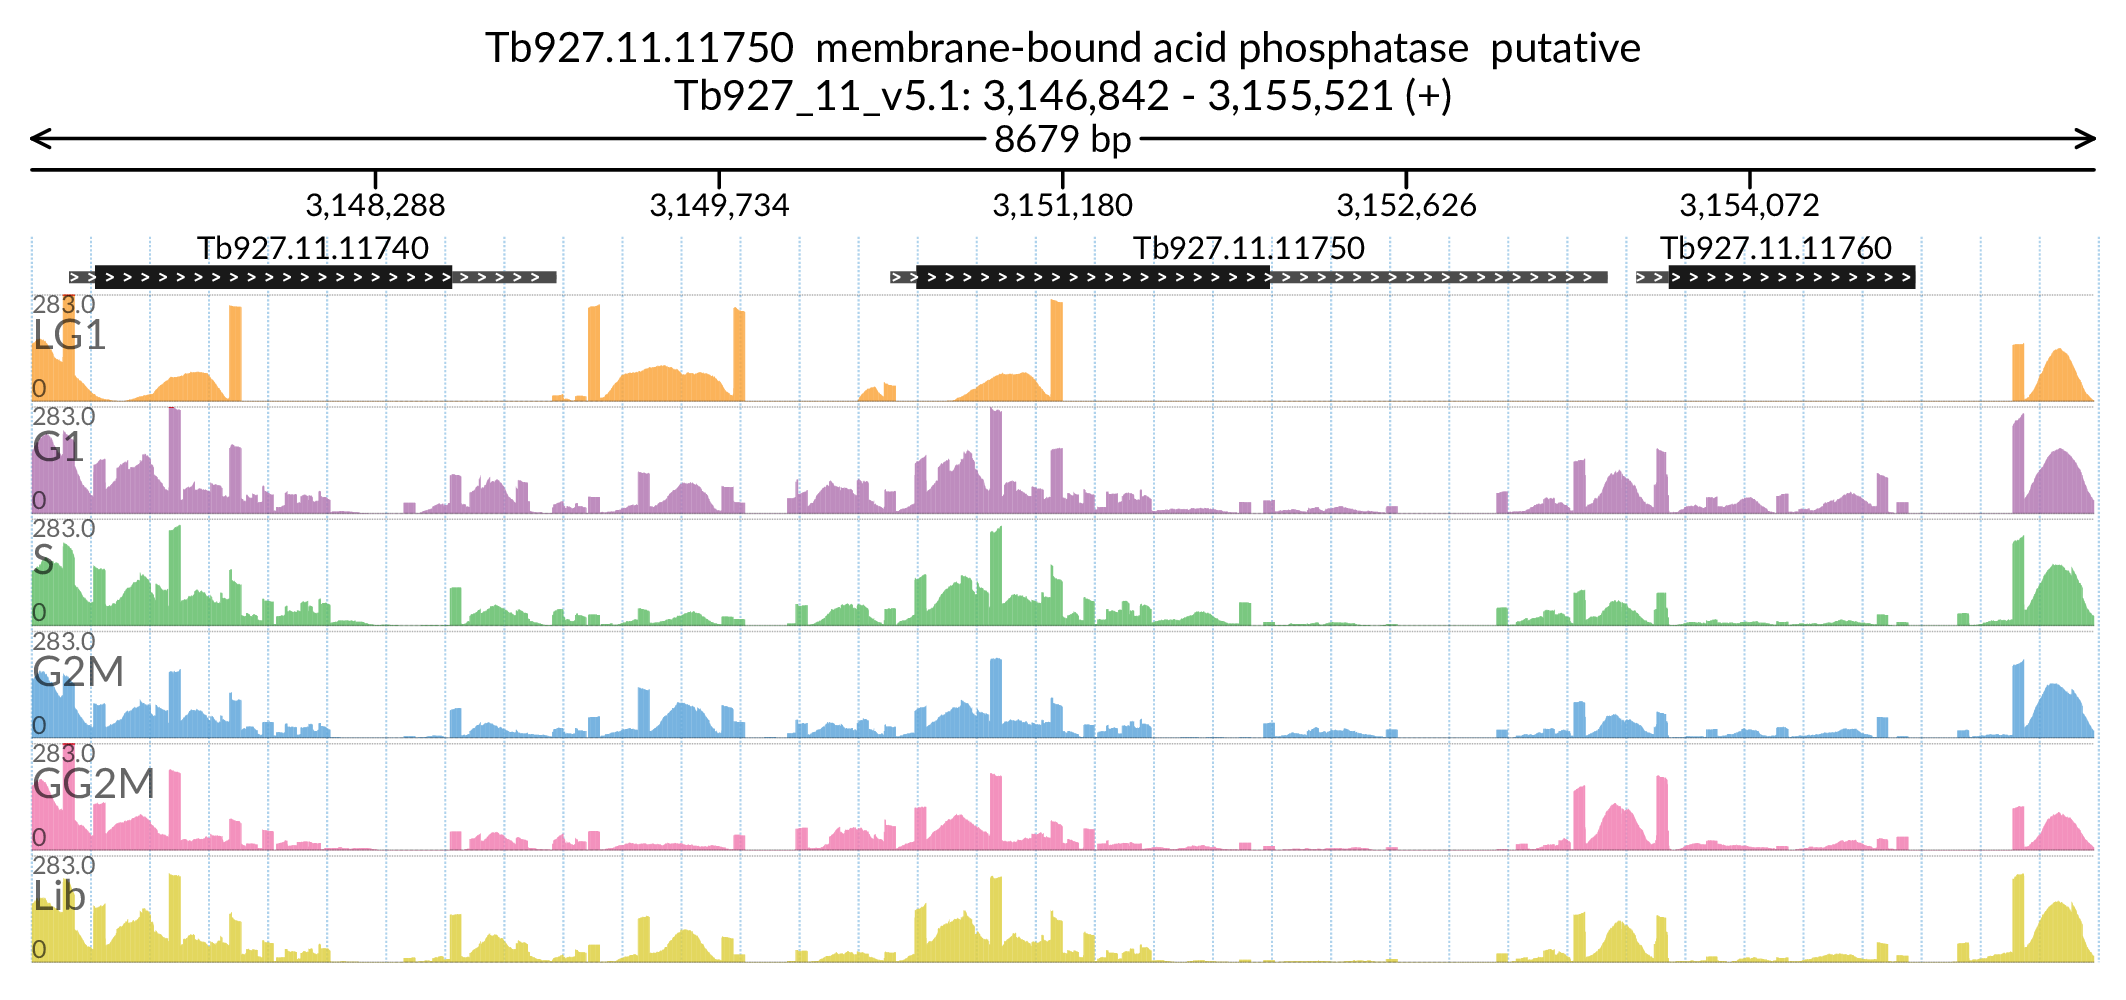 Tb927.11.11750 membrane-bound acid phosphatase putative
Tb927_11_v5.1: 3,146,842 - 3,155,521 (+)
8679 bp
3,148,288 3,149,734 3,151,180 3,152,626 3,154,072
Tb927.11.11740 Tb927.11.11750 Tb927.11.11760
283.0
LG1
0
283.0
G1
0
283.0
S
0
283.0
G2M
0
283.0
GG2M
0
283.0
Lib
0